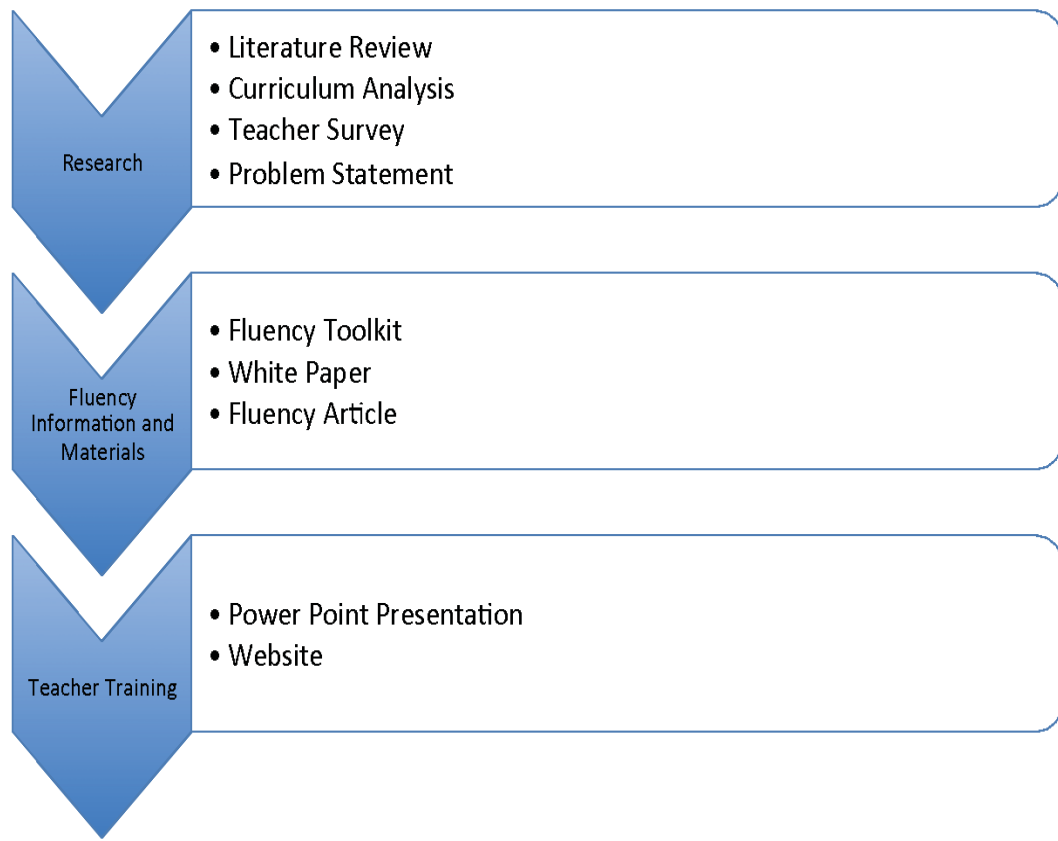 Research
• Literature Review
• Curriculum Analysis
• Teacher Survey
• Problem Statement
Fluency
Information and
Materials
• Fluency Toolkit
• White Paper
• Fluency Article
Teacher Training
• Power Point Presentation
• Website